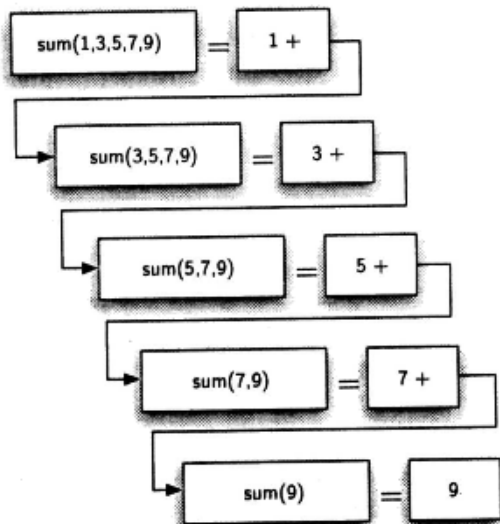 sum(1,3,5,7,9) = 1 +
sum(3,5,7,9) = 3 +
sum(5,7,9) = 5 +
sum(7,9) = 7 +
sum(9) = 9